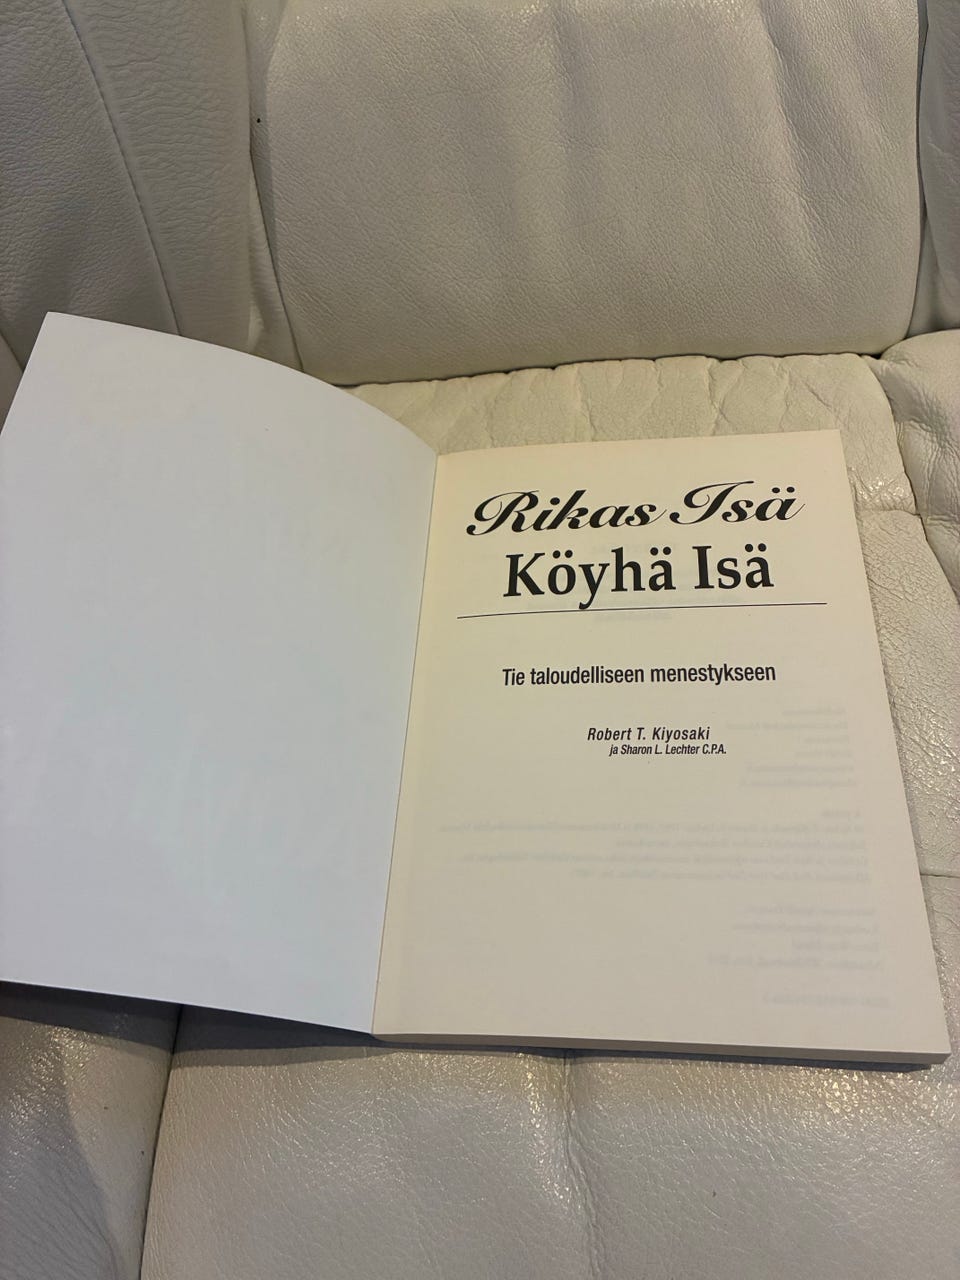 Rikas Isä
Köyhä Isä
Tie taloudelliseen menestykseen
Robert T. Kiyosaki
ja Sharon L. Lechter C.P.A.